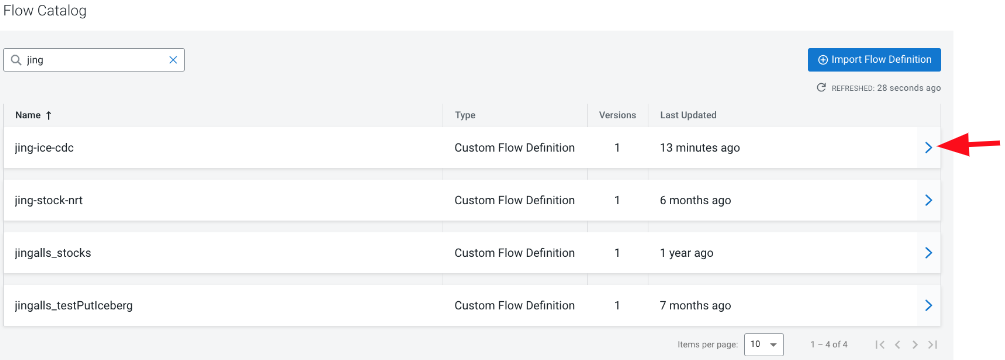 Flow Catalog
jing
Import Flow Definition
REFRESHED: 28 seconds ago
Name Type Versions Last Updated
jing-ice-cdc Custom Flow Definition 1 13 minutes ago
jing-stock-nrt Custom Flow Definition 1 6 months ago
jingalls_stocks Custom Flow Definition 1 1 year ago
jingalls_testPutIceberg Custom Flow Definition 1 7 months ago
Items per page: 10 1 – 4 of 4